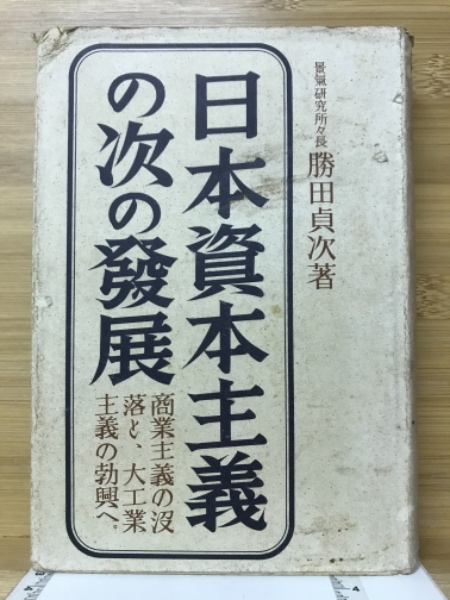 景氣研究所々長 勝田貞次著
日本資本主義
の次の發展
商業主義の沒
落と、大工業
主義の勃興へ。